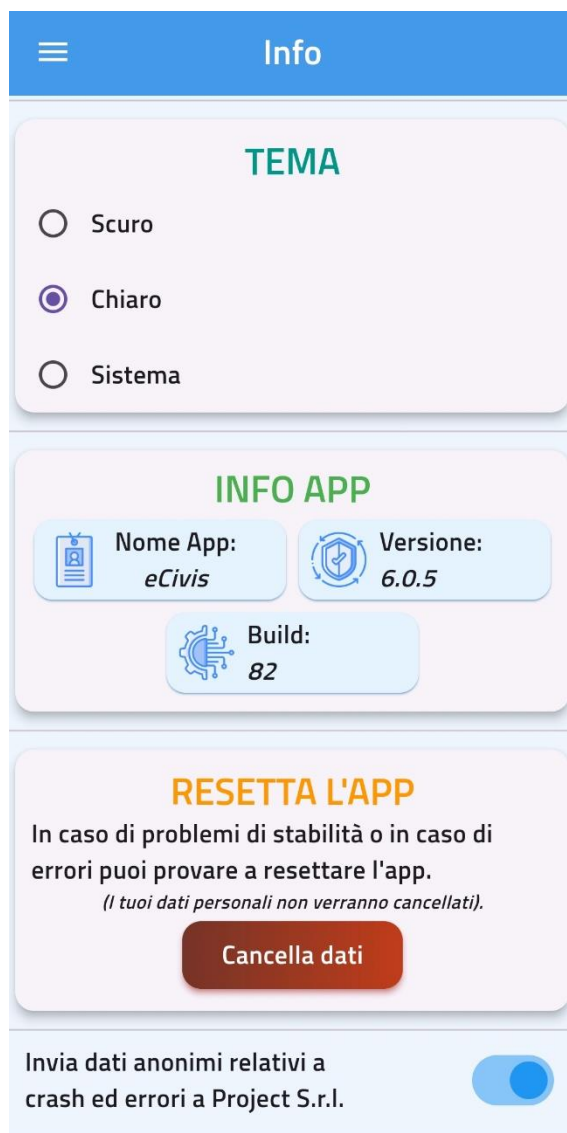 Info
TEMA
Scuro
Chiaro
Sistema
INFO APP
Nome App:
eCivis
Versione:
6.0.5
Build:
82
RESETTA L'APP
In caso di problemi di stabilità o in caso di
errori puoi provare a resettare l'app.
(I tuoi dati personali non verranno cancellati).
Cancella dati
Invia dati anonimi relativi a
crash ed errori a Project S.r.l.